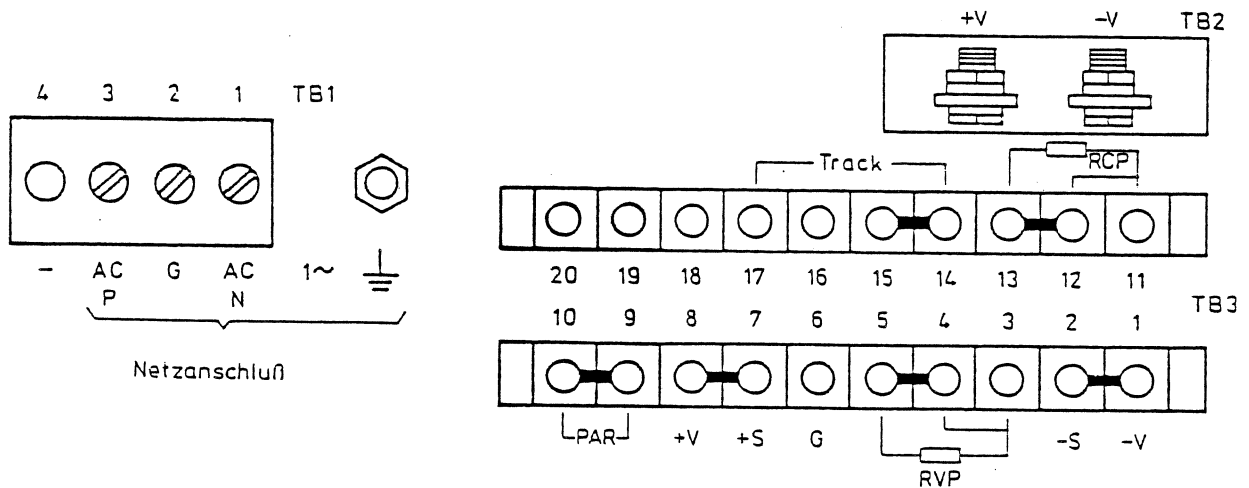 +V -V TB2
4 3 2 1 TB1
RCP
Track
- AC G AC 1~
P N
20 19 18 17 16 15 14 13 12 11
TB3
10 9 8 7 6 5 4 3 2 1
Netzanschluß
PAR +V +S G -S -V
RVP